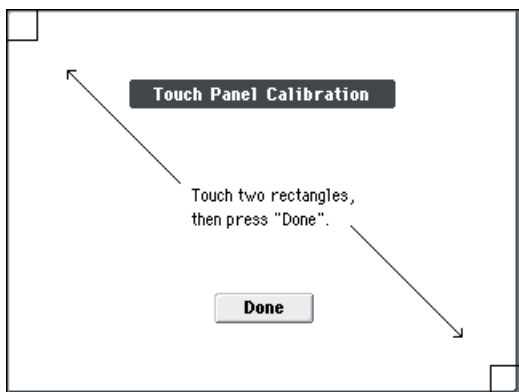 Touch Panel Calibration
Touch two rectangles,
then press "Done".
Done